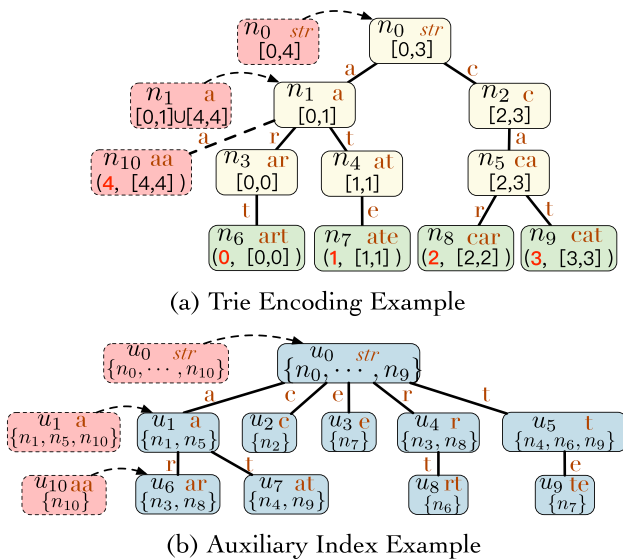 n₀ str
[0,4]
n₀ str
[0,3]
a
c
n₁ a
[0,1]∪[4,4]
n₁ a
[0,1]
n₂ c
[2,3]
a
r
t
a
n₁₀ aa
(4, [4,4] )
n₃ ar
[0,0]
n₄ at
[1,1]
n₅ ca
[2,3]
t
e
r
t
n₆ art
(0, [0,0] )
n₇ ate
(1, [1,1] )
n₈ car
(2, [2,2] )
n₉ cat
(3, [3,3] )
(a) Trie Encoding Example
u₀ str
{n₀, ⋯ , n₁₀}
u₀ str
{n₀, ⋯ , n₉}
a
c
e
r
t
u₁ a
{n₁, n₅, n₁₀}
u₁ a
{n₁, n₅}
u₂ c
{n₂}
u₃ e
{n₇}
u₄ r
{n₃, n₈}
u₅ t
{n₄, n₆, n₉}
r
t
t
e
u₁₀ aa
{n₁₀}
u₆ ar
{n₃, n₈}
u₇ at
{n₄, n₉}
u₈ rt
{n₆}
u₉ te
{n₇}
(b) Auxiliary Index Example